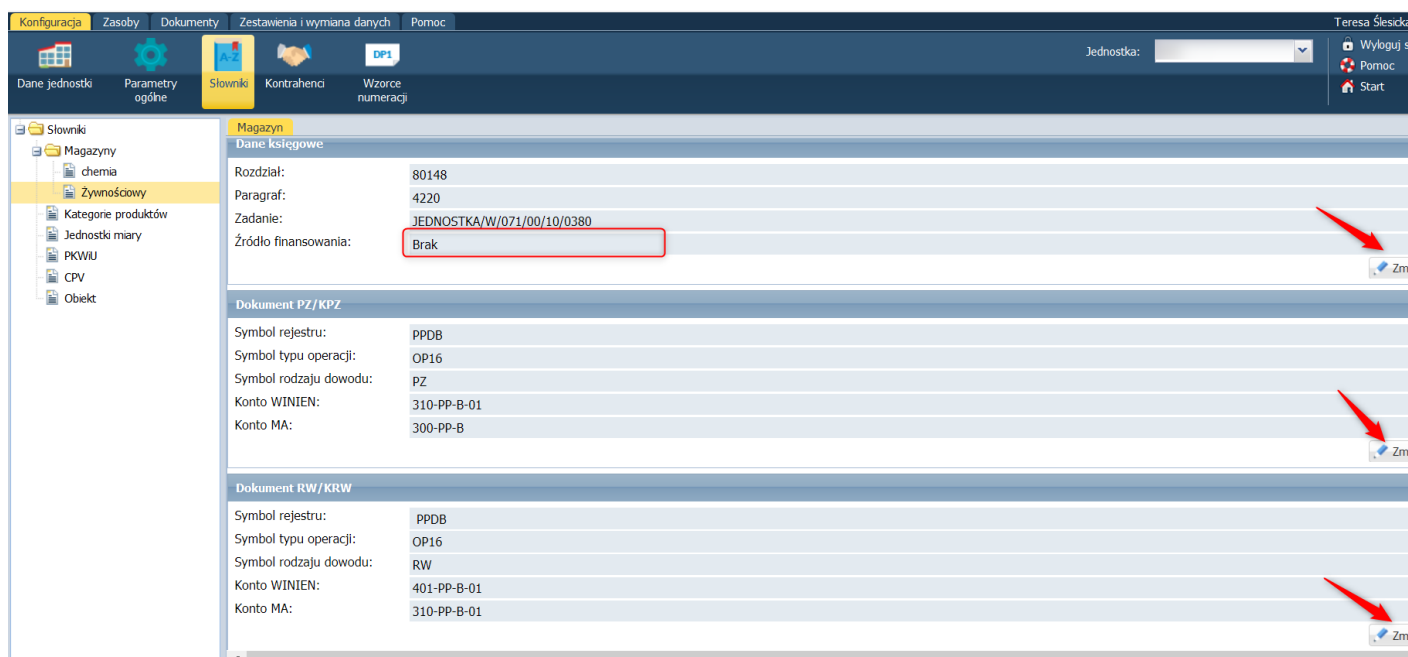 Konfiguracja Zasoby Dokumenty Zestawienia i wymiana danych Pomoc Teresa Ślesicka
A-Z DP1 Jednostka: Wyloguj s
Pomoc
Dane jednostki Parametry ogólne Słowniki Kontrahenci Wzorce numeracji Start
Słowniki
Magazyny
chemia
Żywnościowy
Kategorie produktów
Jednostki miary
PKWiU
CPV
Obiekt
Magazyn
Dane księgowe
Rozdział: 80148
Paragraf: 4220
Zadanie: JEDNOSTKA/W/071/00/10/0380
Źródło finansowania: Brak
Zm
Dokument PZ/KPZ
Symbol rejestru: PPDB
Symbol typu operacji: OP16
Symbol rodzaju dowodu: PZ
Konto WINIEN: 310-PP-B-01
Konto MA: 300-PP-B
Zm
Dokument RW/KRW
Symbol rejestru: PPDB
Symbol typu operacji: OP16
Symbol rodzaju dowodu: RW
Konto WINIEN: 401-PP-B-01
Konto MA: 310-PP-B-01
Zm